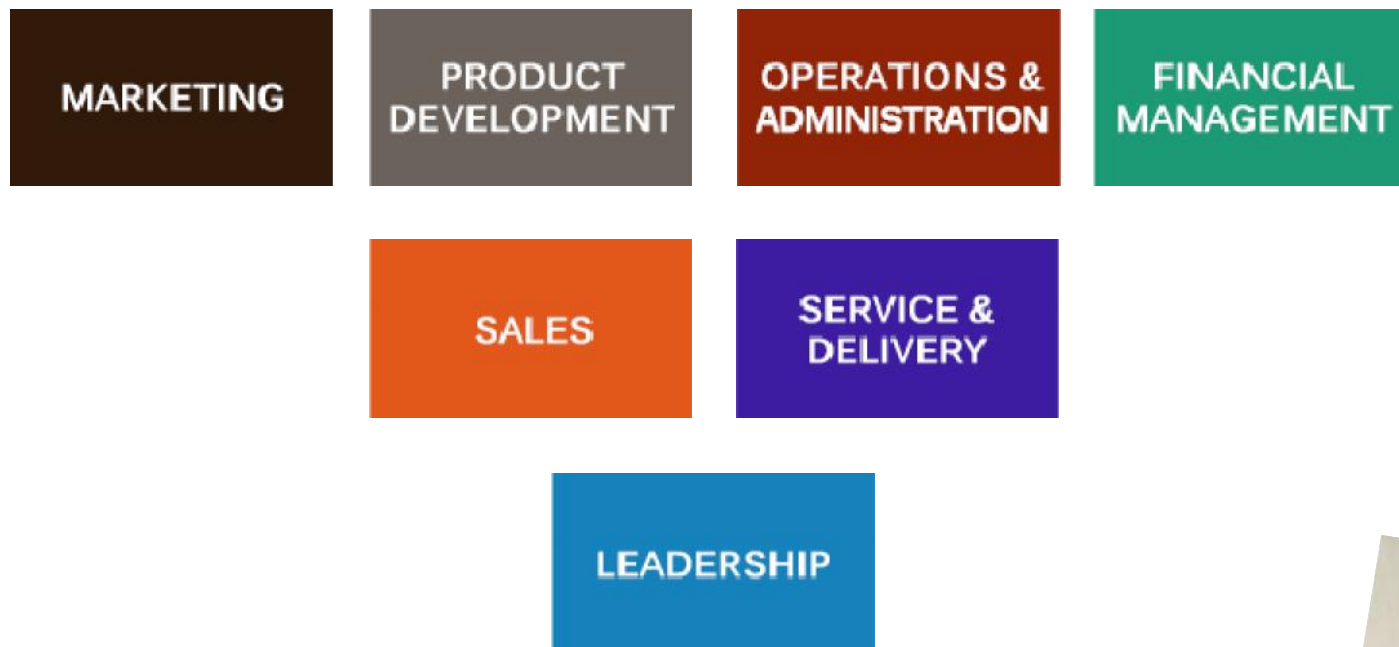 MARKETING
PRODUCT
DEVELOPMENT
OPERATIONS &
ADMINISTRATION
FINANCIAL
MANAGEMENT
SALES
SERVICE &
DELIVERY
LEADERSHIP